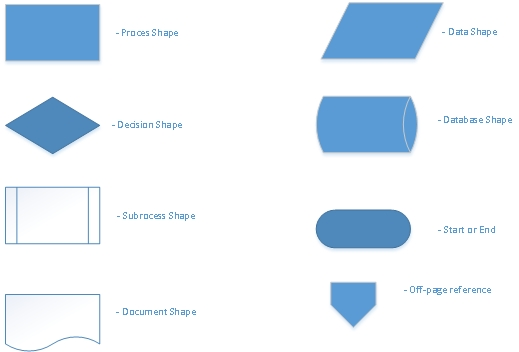 - Proces Shape
- Data Shape
- Decision Shape
- Database Shape
- Subrocess Shape
- Start or End
- Off-page reference
- Document Shape